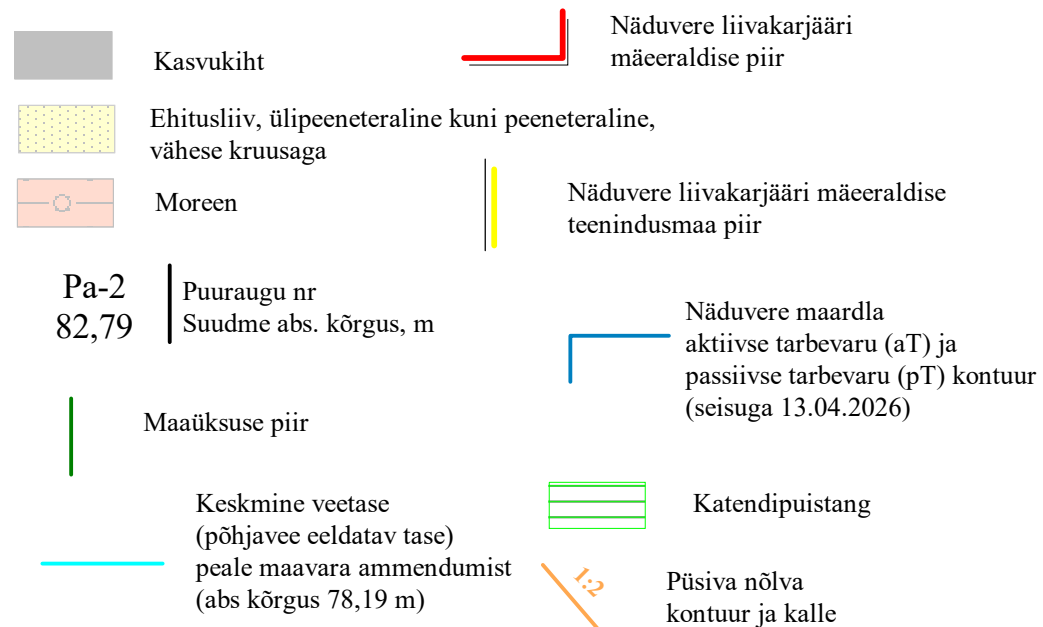 Kasvukiht
Näduvere liivakarjääri
mäeeraldise piir
Ehitusliiv, ülipeeneteraline kuni peeneteraline,
vähese kruusaga
Moreen
Näduvere liivakarjääri mäeeraldise
teenindusmaa piir
Pa-2
82,79
Puuraugu nr
Suudme abs. kõrgus, m
Näduvere maardla
aktiivse tarbevaru (aT) ja
passiivse tarbevaru (pT) kontuur
(seisuga 13.04.2026)
Maaüksuse piir
Keskmine veetase
(põhjavee eeldatav tase)
peale maavara ammendumist
(abs kõrgus 78,19 m)
Katendipuistang
1:2
Püsiva nõlva
kontuur ja kalle